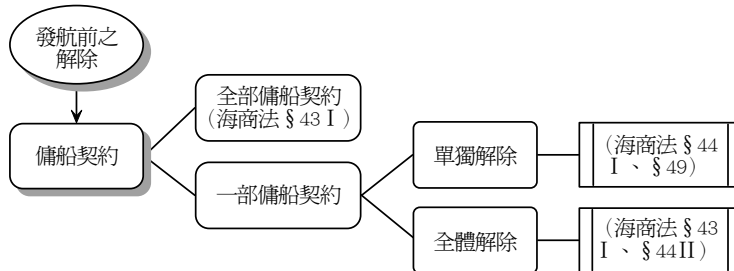 發航前之
解除
傭船契約
全部傭船契約
（海商法§43Ⅰ）
一部傭船契約
單獨解除
（海商法§44
Ⅰ、§49）
全體解除
（海商法§43
Ⅰ、§44II）